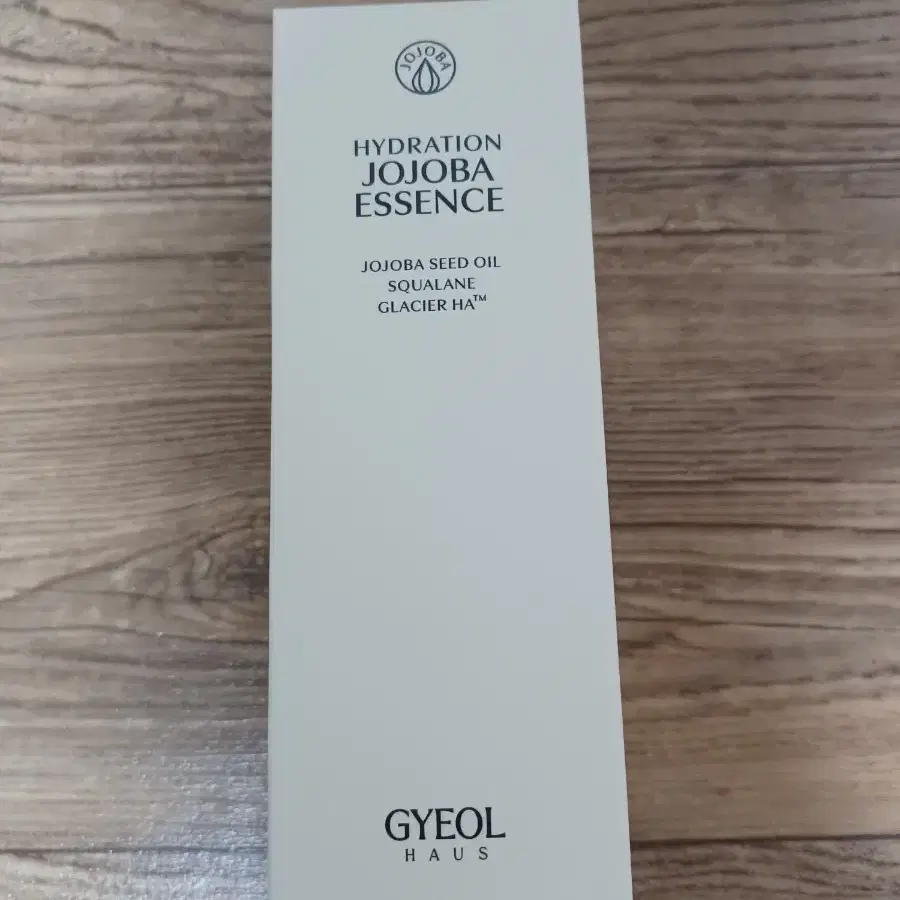 JOJOBA
HYDRATION
JOJOBA
ESSENCE
JOJOBA SEED OIL
SQUALANE
GLACIER HA™
GYEOL
HAUS